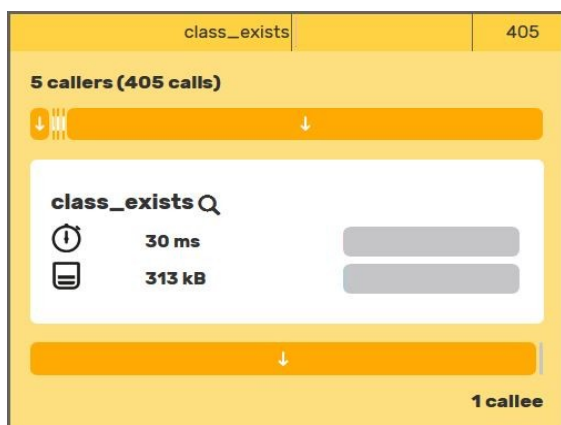 class_exists 405
5 callers (405 calls)
class_exists
30 ms
313 kB
1 callee